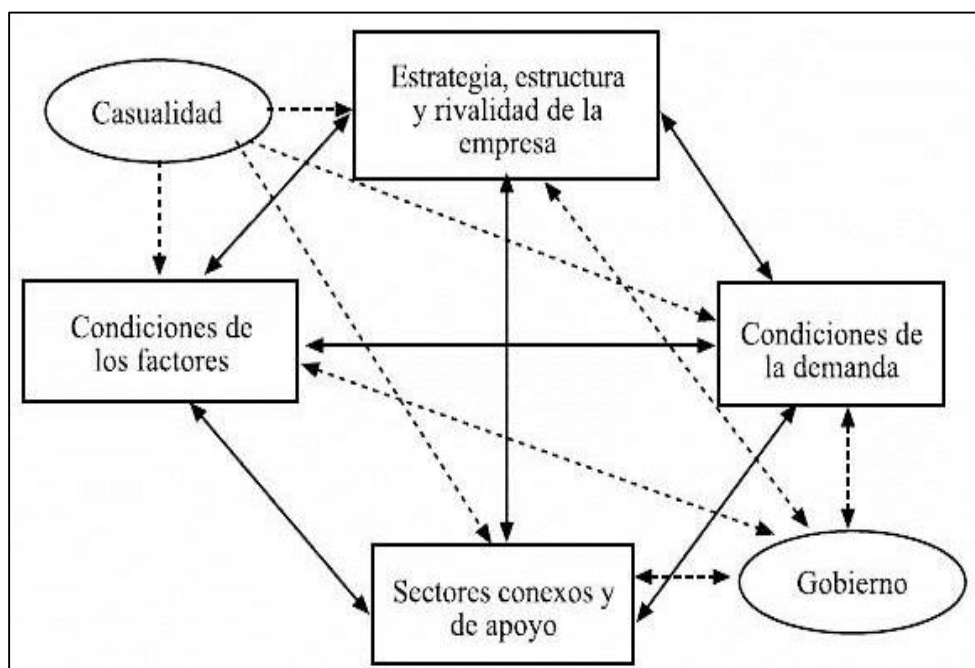 Estrategia, estructura
y rivalidad de la
empresa
Casualidad
Condiciones de
los factores
Condiciones de
la demanda
Sectores conexos y
de apoyo
Gobierno